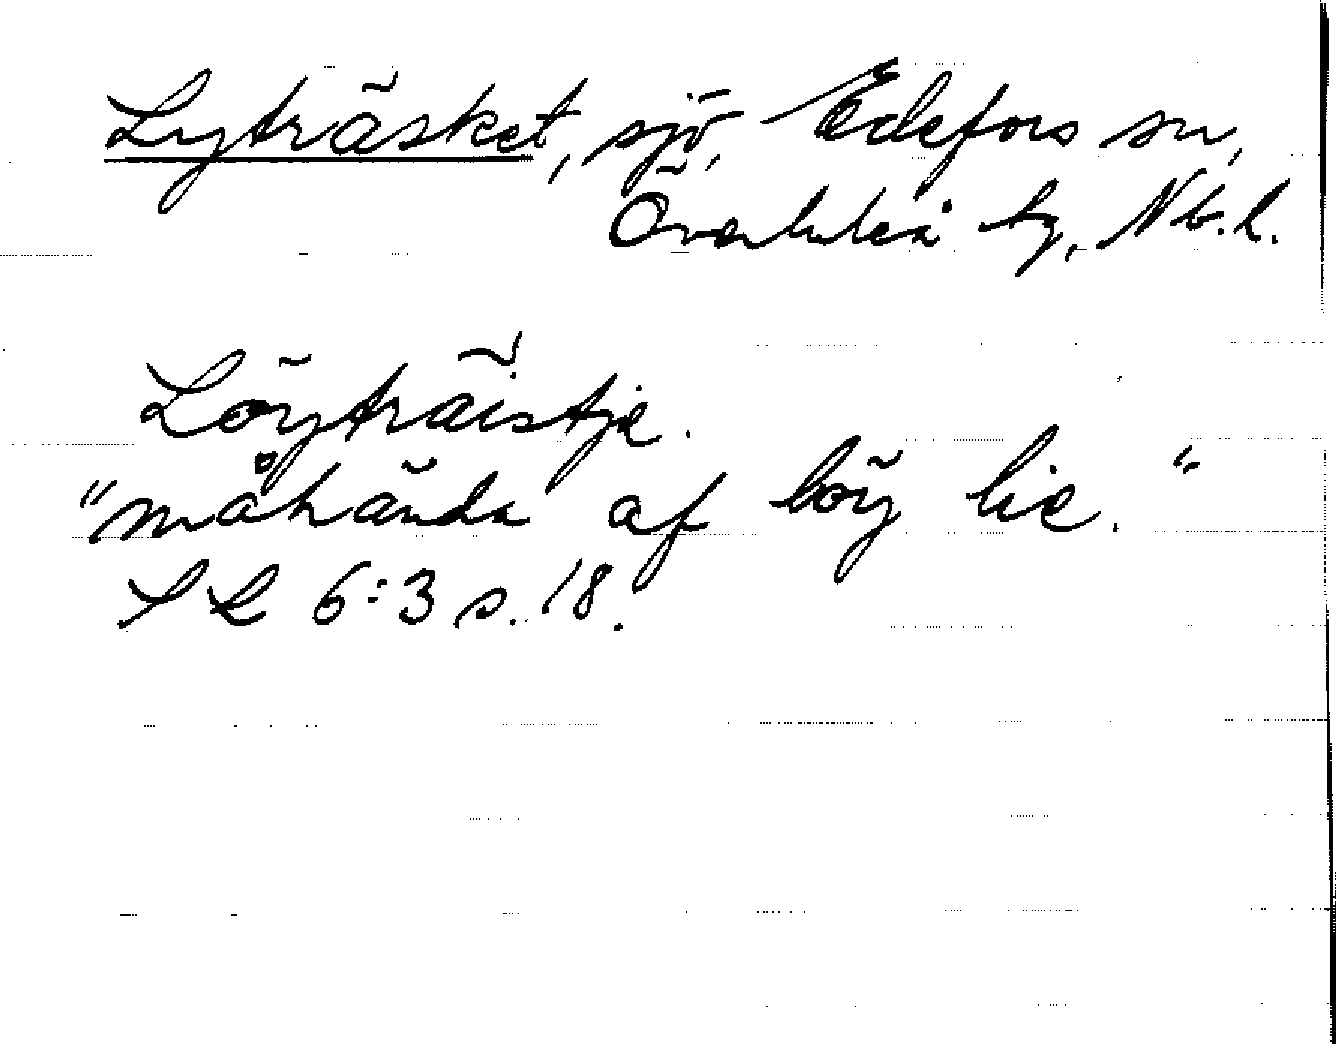 Lyträsket, sjö, Edefors sn,
Överluleå tg, Nb.l.
Löyträistje.
"måhända af löy lie."
SL 6:3 s. 18.